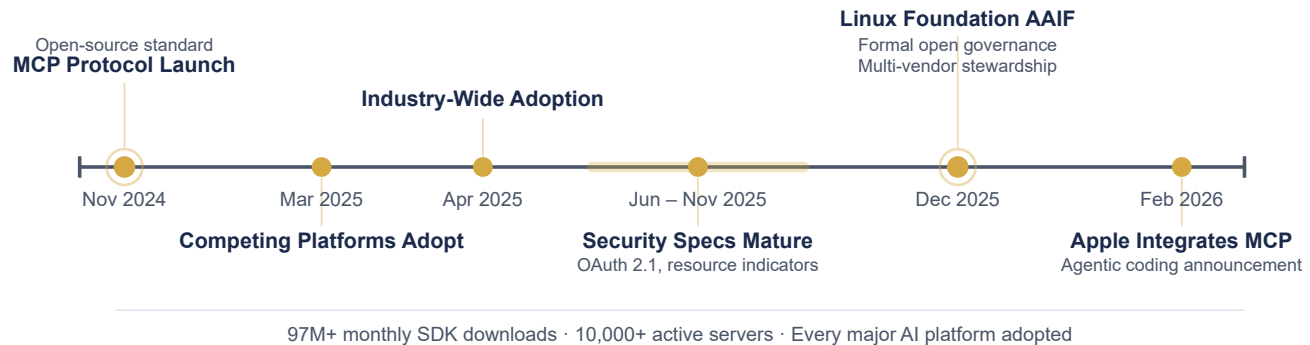 Linux Foundation AAIF
Formal open governance
Multi-vendor stewardship
Open-source standard
MCP Protocol Launch
Industry-Wide Adoption
Nov 2024
Mar 2025
Apr 2025
Jun – Nov 2025
Dec 2025
Feb 2026
Competing Platforms Adopt
Security Specs Mature
OAuth 2.1, resource indicators
Apple Integrates MCP
Agentic coding announcement
97M+ monthly SDK downloads · 10,000+ active servers · Every major AI platform adopted